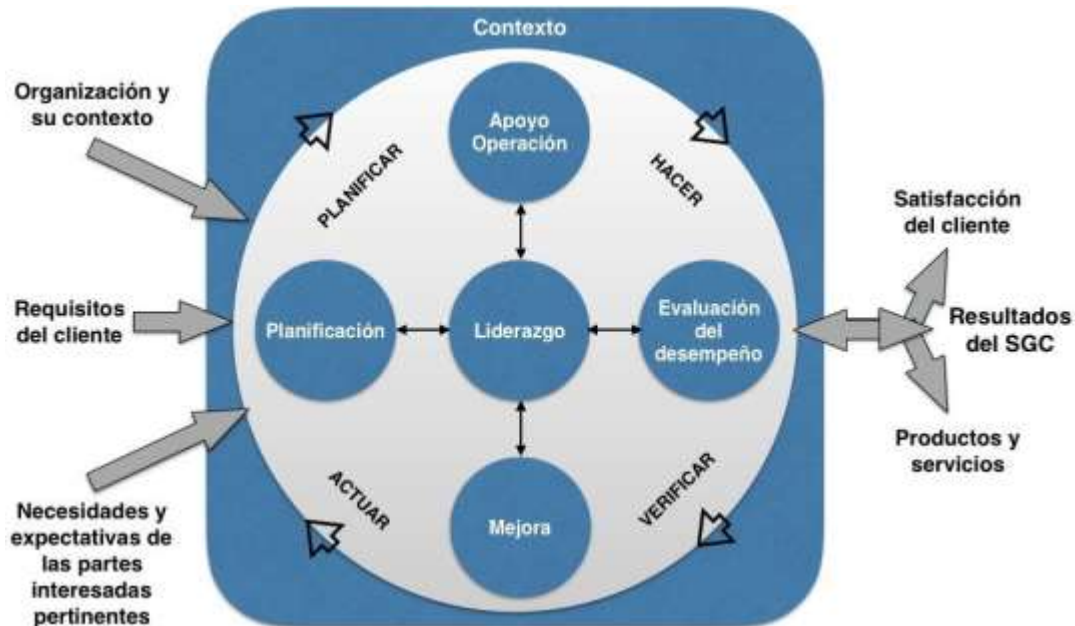 Contexto
Organización y
su contexto
Requisitos
del cliente
Necesidades y
expectativas de
las partes
interesadas
pertinentes
PLANIFICAR
HACER
VERIFICAR
ACTUAR
Apoyo
Operación
Planificación
Liderazgo
Evaluación
del
desempeño
Mejora
Satisfacción
del cliente
Resultados
del SGC
Productos y
servicios